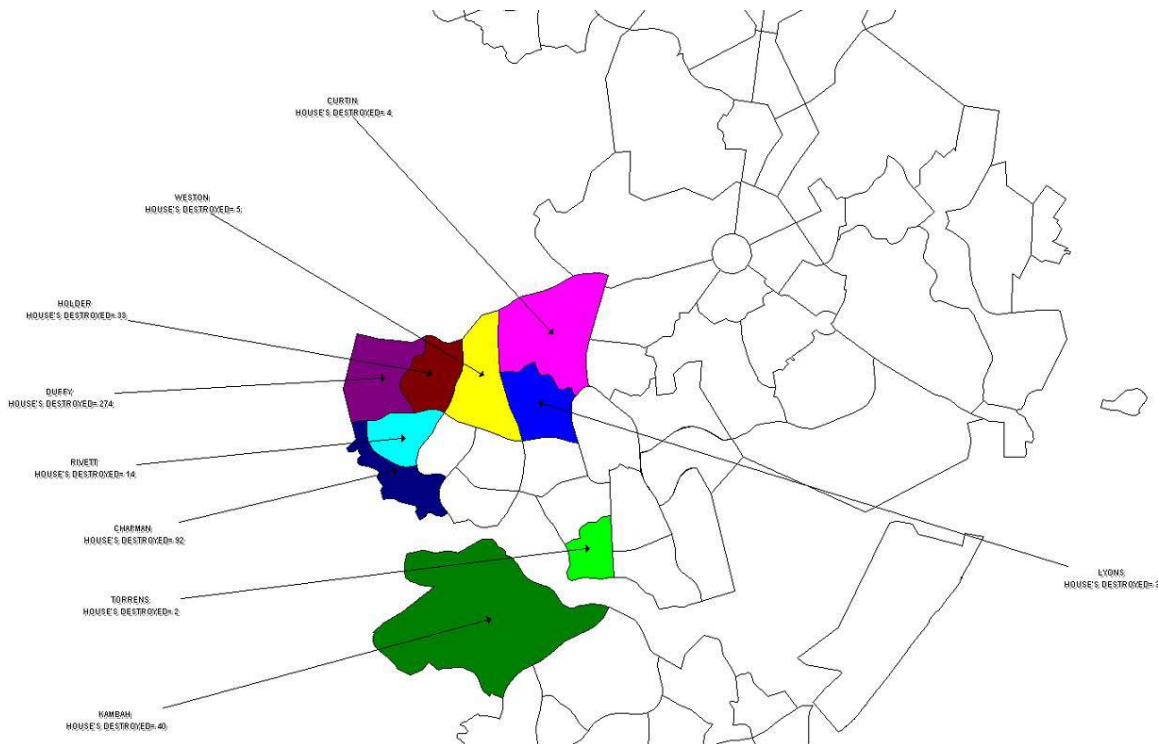 CURTIN;
HOUSE'S DESTROYED= 4;
WESTON;
HOUSE'S DESTROYED= 5;
HOLDER;
HOUSE'S DESTROYED= 33;
DUFFY;
HOUSE'S DESTROYED= 274;
RIVETT;
HOUSE'S DESTROYED= 14;
CHAPMAN;
HOUSE'S DESTROYED= 92;
LYONS;
HOUSE'S DESTROYED= 3
TORRENS;
HOUSE'S DESTROYED= 2
KAMBAH;
HOUSE'S DESTROYED= 40;